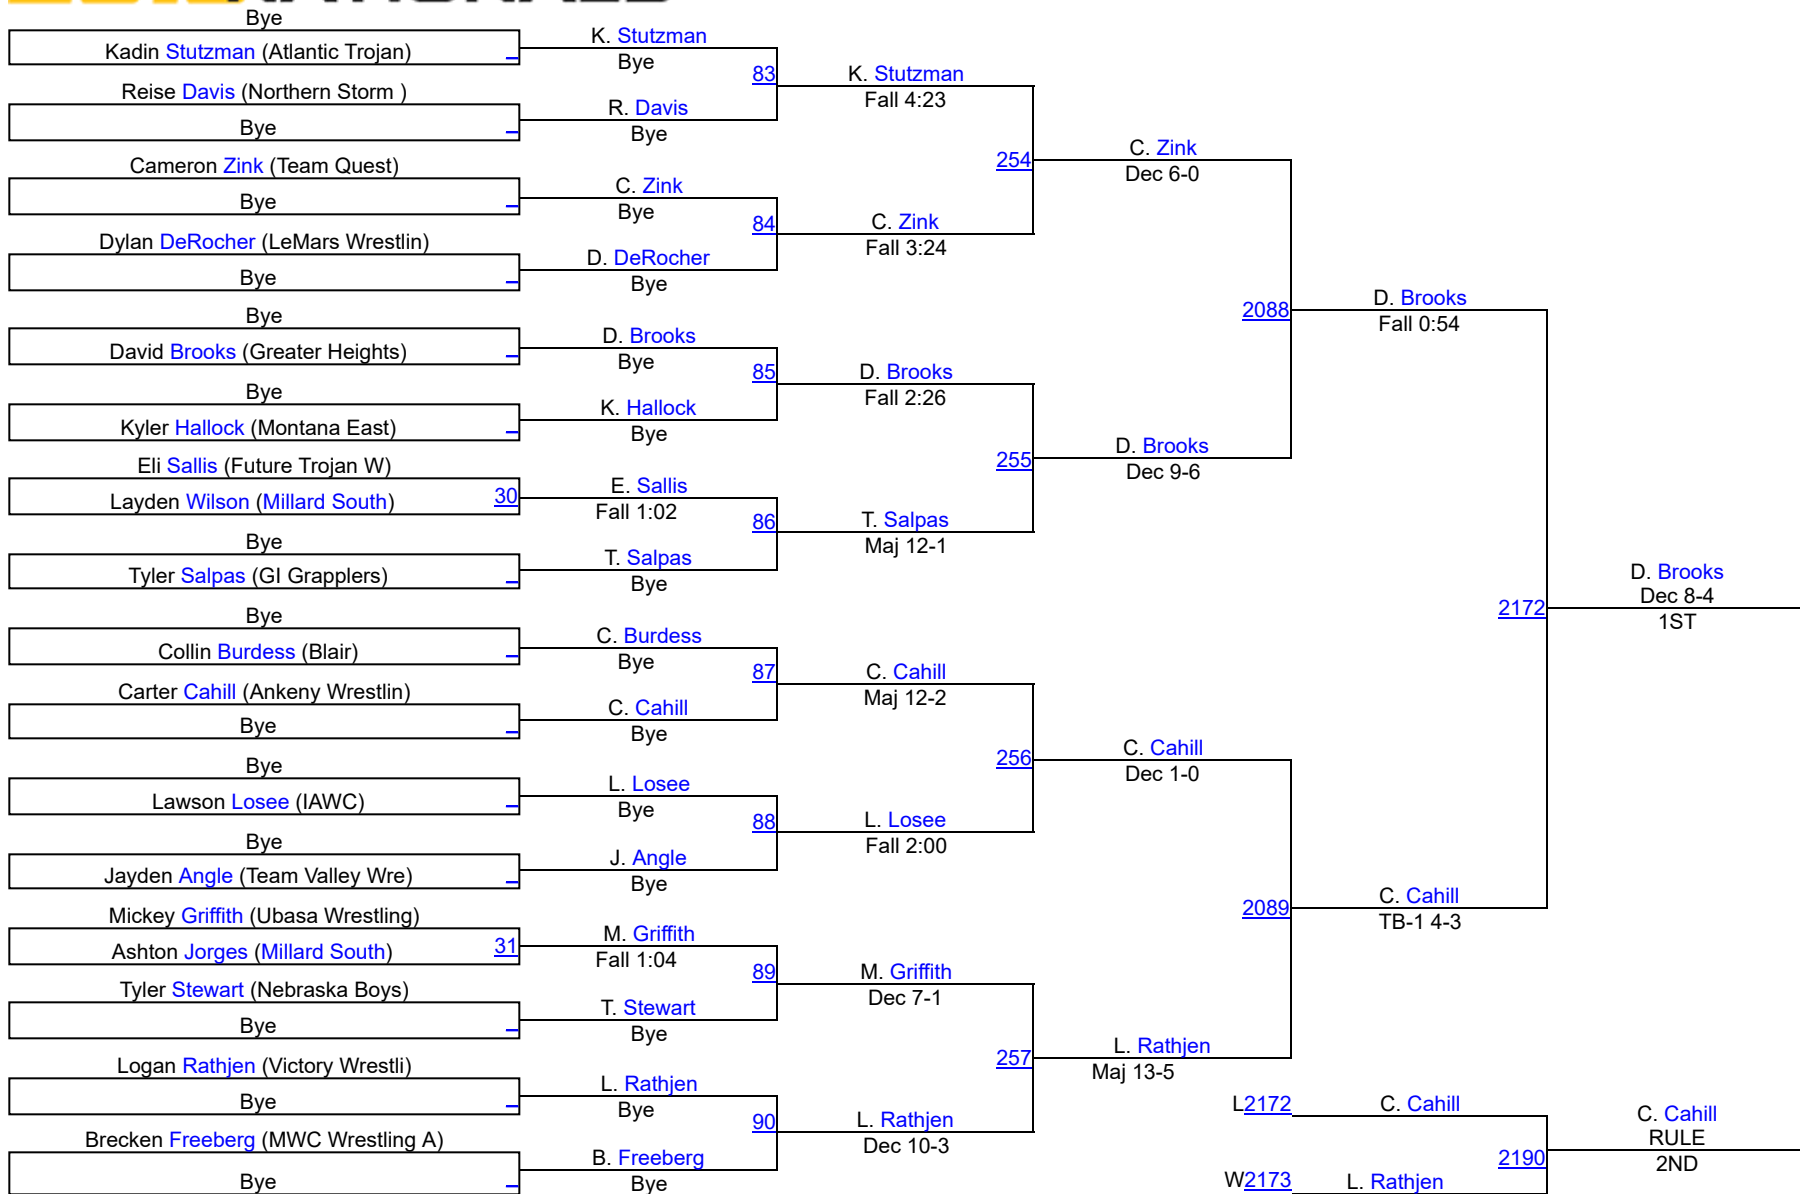 Bye
Kadin Stutzman (Atlantic Trojan)
Reise Davis (Northern Storm )
Bye
Cameron Zink (Team Quest)
Bye
Dylan DeRocher (LeMars Wrestlin)
Bye
Bye
David Brooks (Greater Heights)
Bye
Kyler Hallock (Montana East)
Eli Sallis (Future Trojan W)
Layden Wilson (Millard South)
30
Bye
Tyler Salpas (GI Grapplers)
Bye
Collin Burdess (Blair)
Carter Cahill (Ankeny Wrestlin)
Bye
Bye
Lawson Losee (IAWC)
Bye
Jayden Angle (Team Valley Wre)
Mickey Griffith (Ubasa Wrestling)
Ashton Jorges (Millard South)
31
Tyler Stewart (Nebraska Boys)
Bye
Logan Rathjen (Victory Wrestli)
Bye
Brecken Freeberg (MWC Wrestling A)
Bye
K. Stutzman
Bye
83
R. Davis
Bye
C. Zink
Bye
84
D. DeRocher
Bye
D. Brooks
Bye
85
K. Hallock
Bye
E. Sallis
Fall 1:02
86
T. Salpas
Bye
C. Burdess
Bye
87
C. Cahill
Bye
L. Losee
Bye
88
J. Angle
Bye
M. Griffith
Fall 1:04
89
T. Stewart
Bye
L. Rathjen
Bye
90
B. Freeberg
Bye
K. Stutzman
Fall 4:23
254
C. Zink
Fall 3:24
D. Brooks
Fall 2:26
255
T. Salpas
Maj 12-1
C. Cahill
Maj 12-2
256
L. Losee
Fall 2:00
M. Griffith
Dec 7-1
257
L. Rathjen
Dec 10-3
C. Zink
Dec 6-0
2088
D. Brooks
Dec 9-6
C. Cahill
Dec 1-0
2089
L. Rathjen
Maj 13-5
D. Brooks
Fall 0:54
2172
C. Cahill
TB-1 4-3
D. Brooks
Dec 8-4
1ST
L2172
C. Cahill
2190
W2173
L. Rathjen
C. Cahill
RULE
2ND